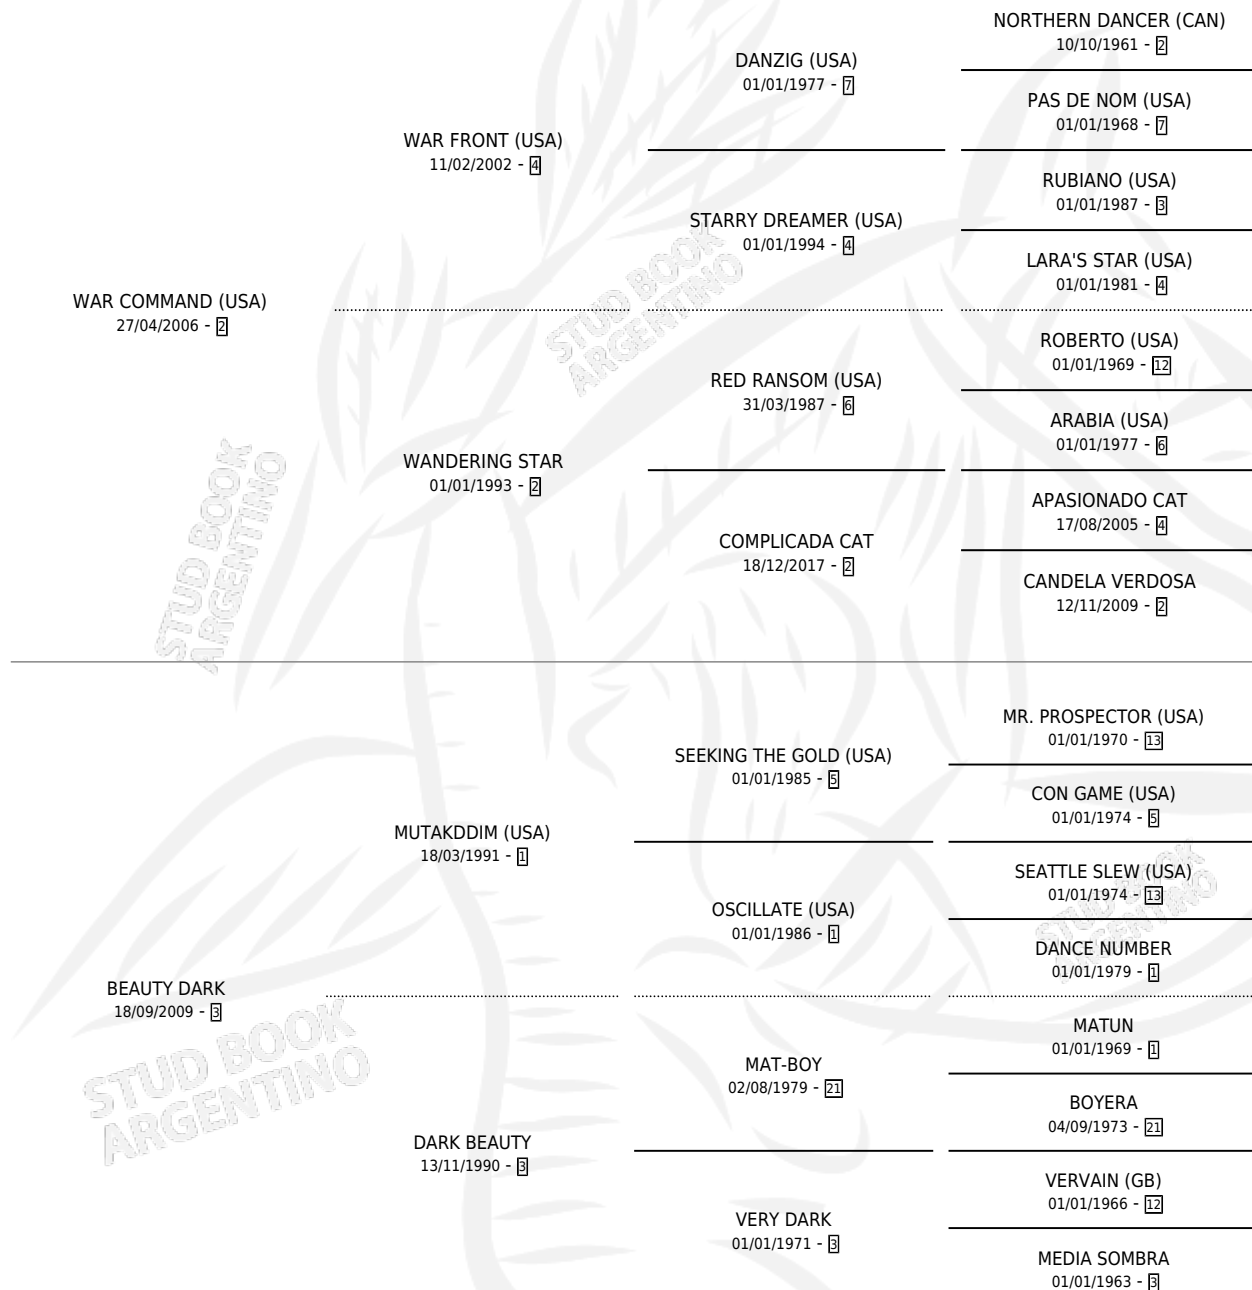 NORTHERN DANCER (CAN)
10/10/1961 - 2
DANZIG (USA)
01/01/1977 - 7
PAS DE NOM (USA)
01/01/1968 - 7
WAR FRONT (USA)
11/02/2002 - 4
RUBIANO (USA)
01/01/1987 - 3
STARRY DREAMER (USA)
01/01/1994 - 4
LARA'S STAR (USA)
01/01/1981 - 4
WAR COMMAND (USA)
27/04/2006 - 2
ROBERTO (USA)
01/01/1969 - 12
RED RANSOM (USA)
31/03/1987 - 6
ARABIA (USA)
01/01/1977 - 6
WANDERING STAR
01/01/1993 - 2
APASIONADO CAT
17/08/2005 - 4
COMPLICADA CAT
18/12/2017 - 2
CANDELA VERDOSA
12/11/2009 - 2
MR. PROSPECTOR (USA)
01/01/1970 - 13
SEEKING THE GOLD (USA)
01/01/1985 - 5
CON GAME (USA)
01/01/1974 - 5
MUTAKDDIM (USA)
18/03/1991 - 1
SEATTLE SLEW (USA)
01/01/1974 - 13
OSCILLATE (USA)
01/01/1986 - 1
DANCE NUMBER
01/01/1979 - 1
BEAUTY DARK
18/09/2009 - 3
MATUN
01/01/1969 - 1
MAT-BOY
02/08/1979 - 21
BOYERA
04/09/1973 - 21
DARK BEAUTY
13/11/1990 - 3
VERVAIN (GB)
01/01/1966 - 12
VERY DARK
01/01/1971 - 3
MEDIA SOMBRA
01/01/1963 - 3
STUD BOOK
ARGENTINO
STUD BOOK
ARGENTINO
STUD BOOK
ARGENTINO
STUD BOOK
ARGENTINO